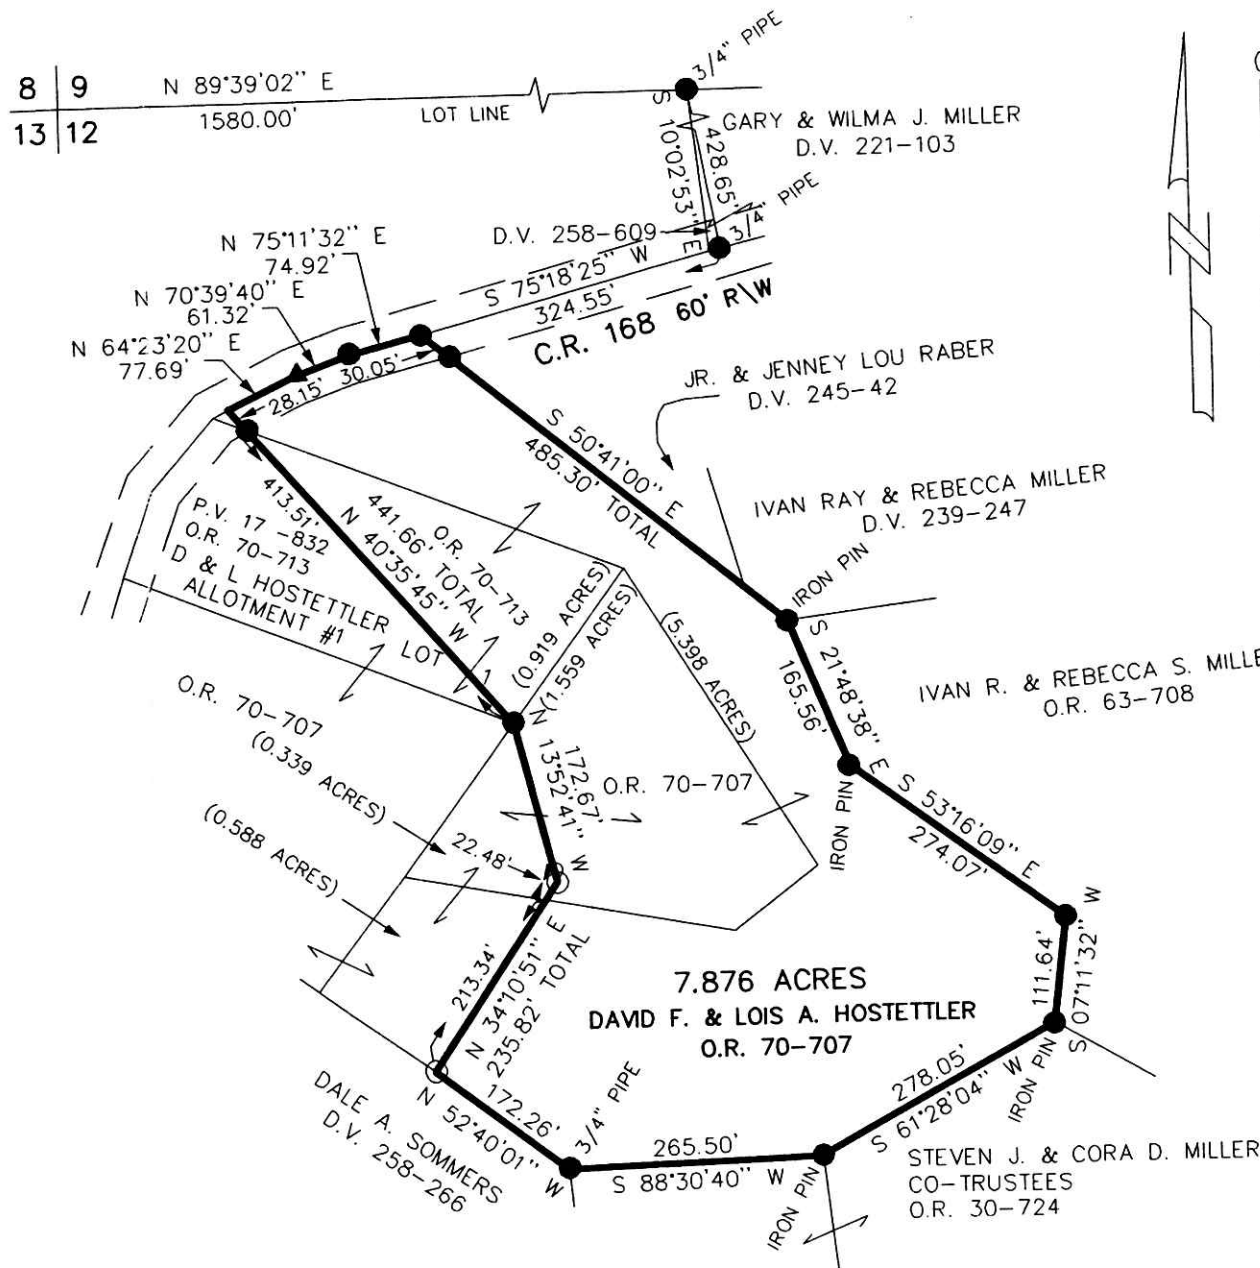 8 9
13 12
N 89°39'02" E
1580.00'
LOT LINE
3/4" PIPE
S 10°02'53" E
428.65'
GARY & WILMA J. MILLER
D.V. 221-103
3/4" PIPE
D.V. 258-609
N 75°11'32" E
74.92'
S 75°18'25" W
324.55'
C.R. 168 60' R\W
N 70°39'40" E
61.32'
N 64°23'20" E
77.69'
28.15'
30.05'
JR. & JENNEY LOU RABER
D.V. 245-42
S 50°41'00" E
485.30' TOTAL
IVAN RAY & REBECCA MILLER
D.V. 239-247
IRON PIN
413.51'
441.66' TOTAL
N 40°35'45" W
O.R. 70-713
P.V. 17 -832
O.R. 70-713
D & L HOSTETTLER
ALLOTMENT #1
LOT
(0.919 ACRES)
(1.559 ACRES)
(5.398 ACRES)
S 21°48'38" E
165.56'
IVAN R. & REBECCA S. MILLE
O.R. 63-708
O.R. 70-707
(0.339 ACRES)
(0.588 ACRES)
172.67'
N 13°52'41" W
O.R. 70-707
IRON PIN
S 53°16'09" E
274.07'
22.48'
213.34'
N 34°10'51" E
235.82' TOTAL
7.876 ACRES
DAVID F. & LOIS A. HOSTETTLER
O.R. 70-707
111.64'
S 07°11'32" W
IRON PIN
278.05'
S 61°28'04" W
172.26'
N 52°40'01" W
DALE A. SOMMERS
D.V. 258-266
3/4" PIPE
265.50'
S 88°30'40" W
IRON PIN
STEVEN J. & CORA D. MILLER
CO-TRUSTEES
O.R. 30-724